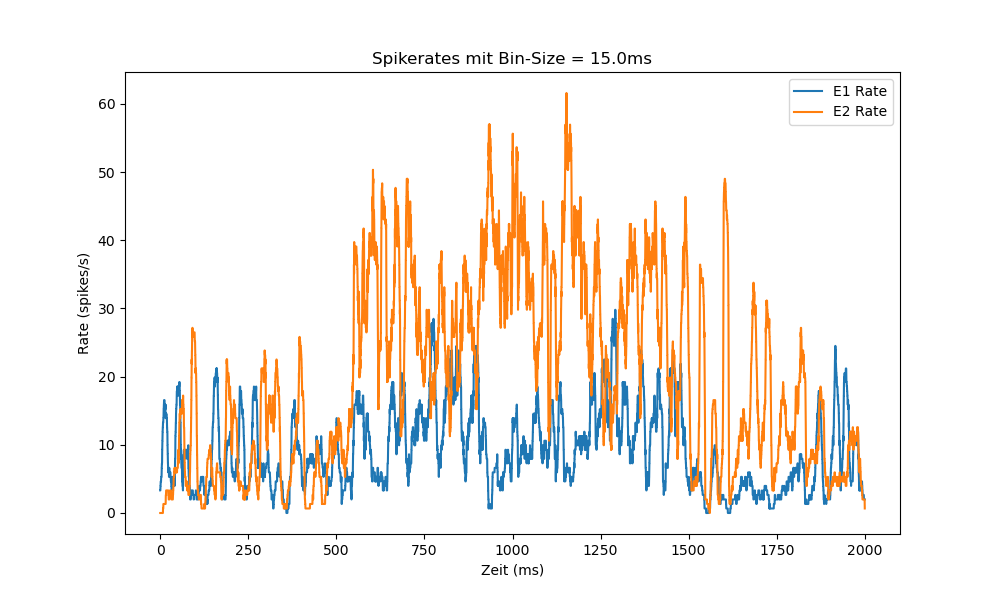 Spikerates mit Bin-Size = 15.0ms
E1 Rate
E2 Rate
Rate (spikes/s)
60
50
40
30
20
10
0
0 250 500 750 1000 1250 1500 1750 2000
Zeit (ms)